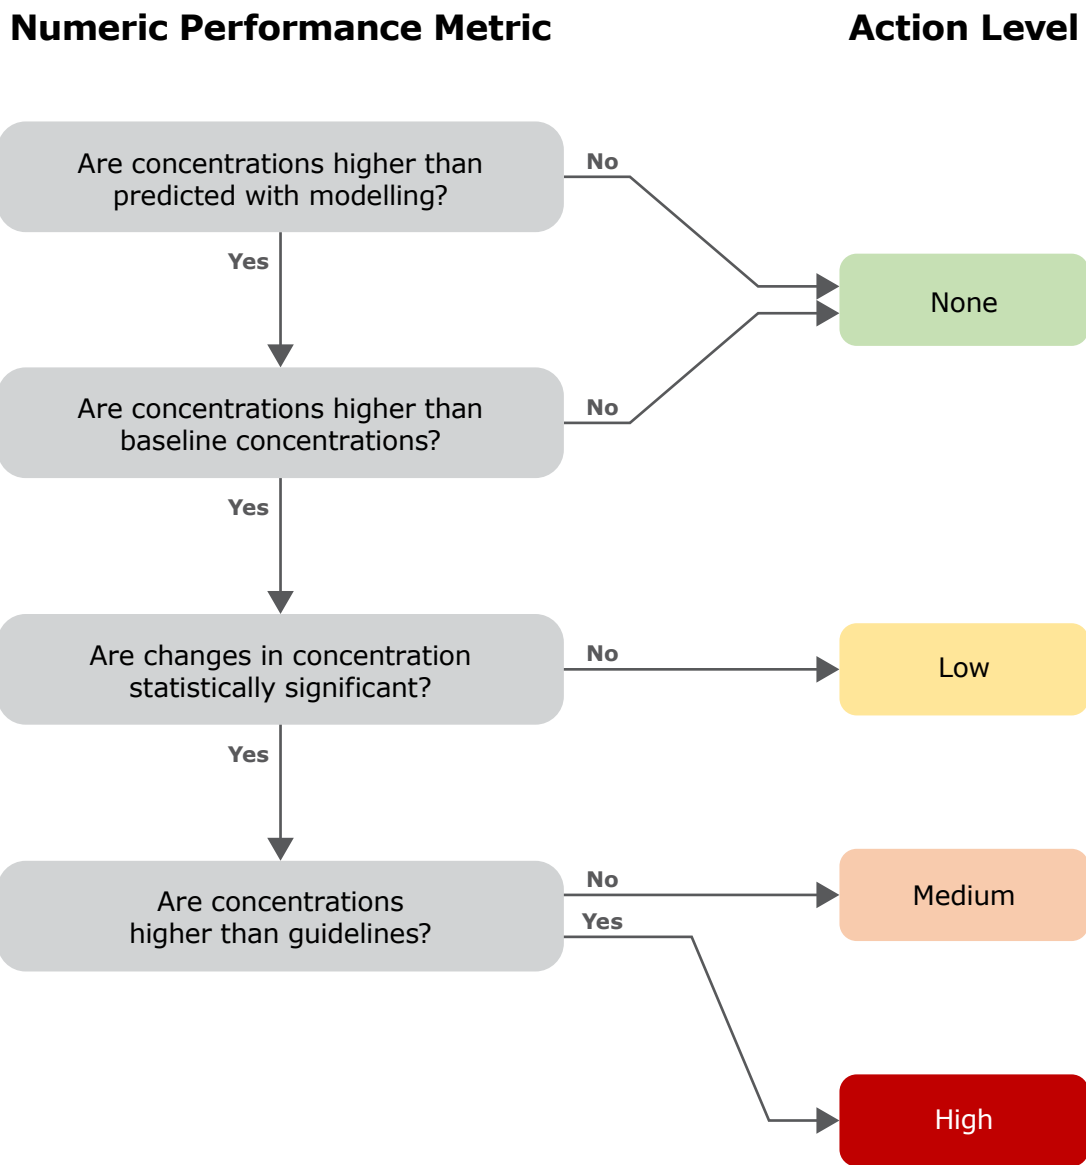 Numeric Performance Metric
Action Level
Are concentrations higher than
predicted with modelling?
No
Yes
None
Are concentrations higher than
baseline concentrations?
No
Yes
Are changes in concentration
statistically significant?
No
Low
Yes
Are concentrations
higher than guidelines?
No
Medium
Yes
High